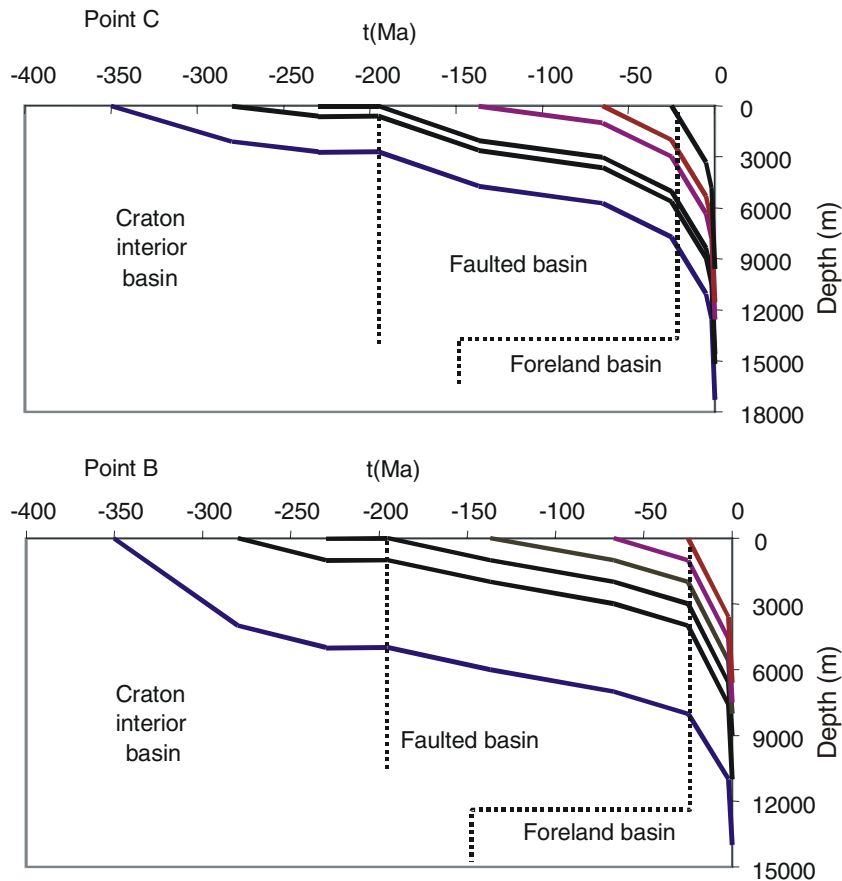 Point C
t(Ma)
-400 -350 -300 -250 -200 -150 -100 -50 0
0
3000
6000
9000
12000
15000
18000
Depth (m)
Craton
interior
basin
Faulted basin
Foreland basin
Point B
t(Ma)
-400 -350 -300 -250 -200 -150 -100 -50 0
0
3000
6000
9000
12000
15000
Depth (m)
Craton
interior
basin
Faulted basin
Foreland basin